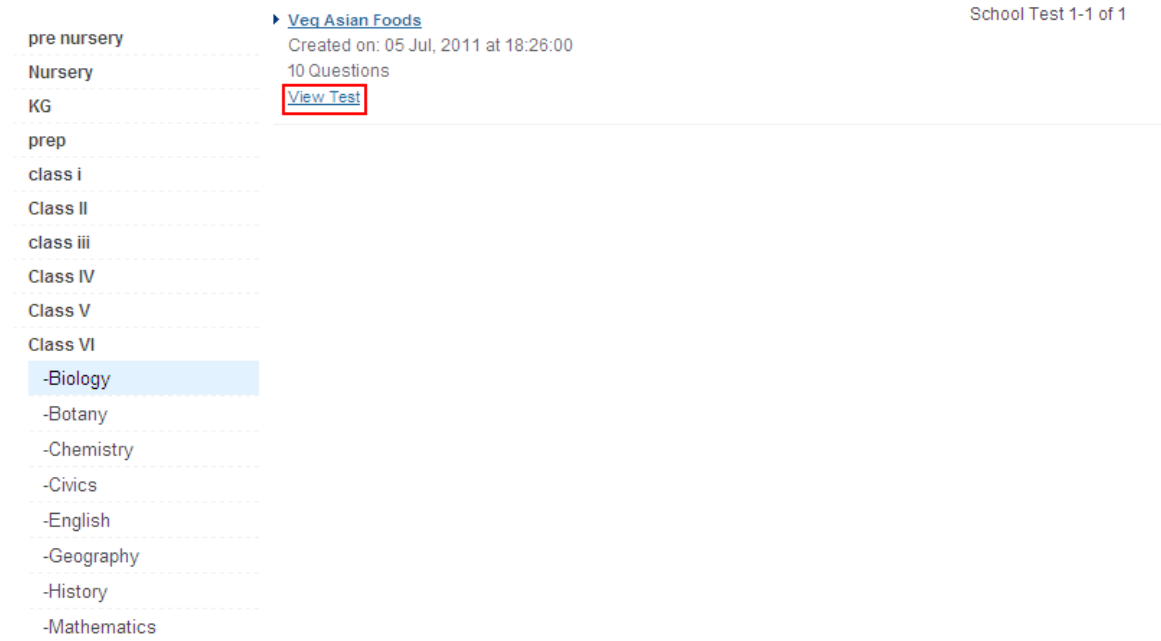 pre nursery
Nursery
KG
prep
class i
Class II
class iii
Class IV
Class V
Class VI
-Biology
-Botany
-Chemistry
-Civics
-English
-Geography
-History
-Mathematics
Veg Asian Foods
Created on: 05 Jul, 2011 at 18:26:00
10 Questions
View Test
School Test 1-1 of 1